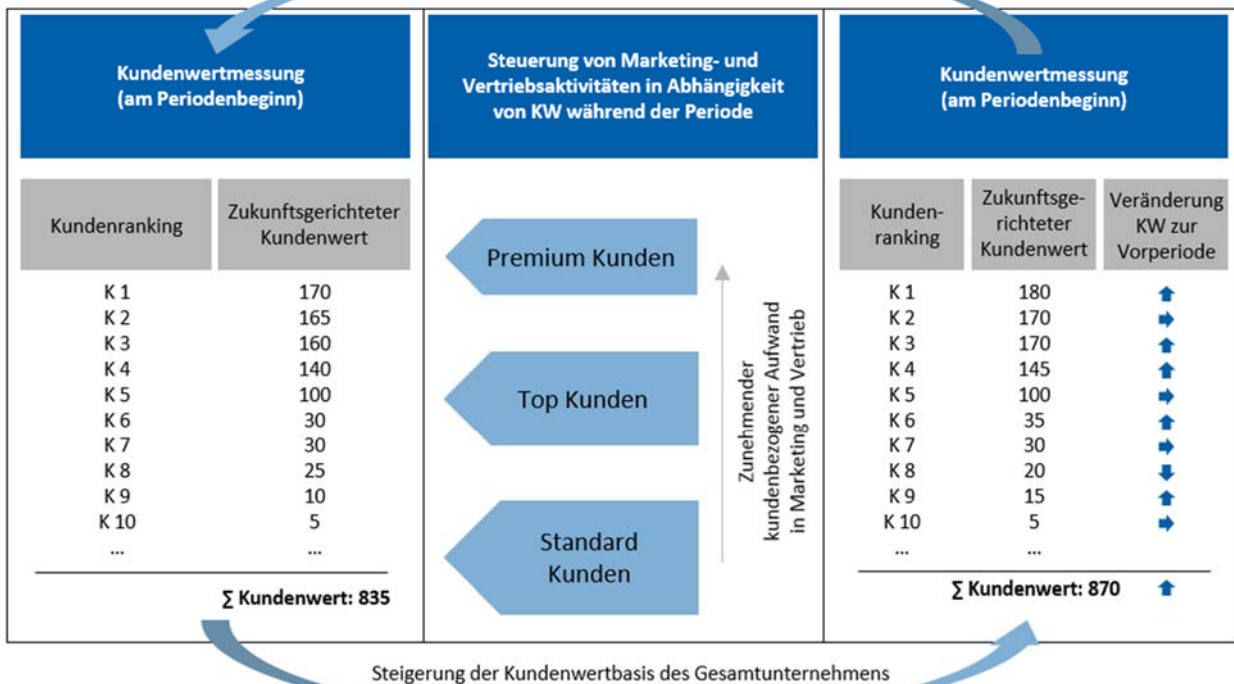 Kundenwertmessung
(am Periodenbeginn)
Kundenranking
Zukunftsgerichteter
Kundenwert
K 1 170
K 2 165
K 3 160
K 4 140
K 5 100
K 6 30
K 7 30
K 8 25
K 9 10
K 10 5
... ...
∑ Kundenwert: 835
Steuerung von Marketing- und
Vertriebsaktivitäten in Abhängigkeit
von KW während der Periode
Premium Kunden
Top Kunden
Standard
Kunden
Zunehmender
kundenbezogener Aufwand
in Marketing und Vertrieb
Kundenwertmessung
(am Periodenbeginn)
Kunden-
ranking
Zukunftsge-
richteter
Kundenwert
Veränderung
KW zur
Vorperiode
K 1 180
K 2 170
K 3 170
K 4 145
K 5 100
K 6 35
K 7 30
K 8 20
K 9 15
K 10 5
... ...
∑ Kundenwert: 870
Steigerung der Kundenwertbasis des Gesamtunternehmens